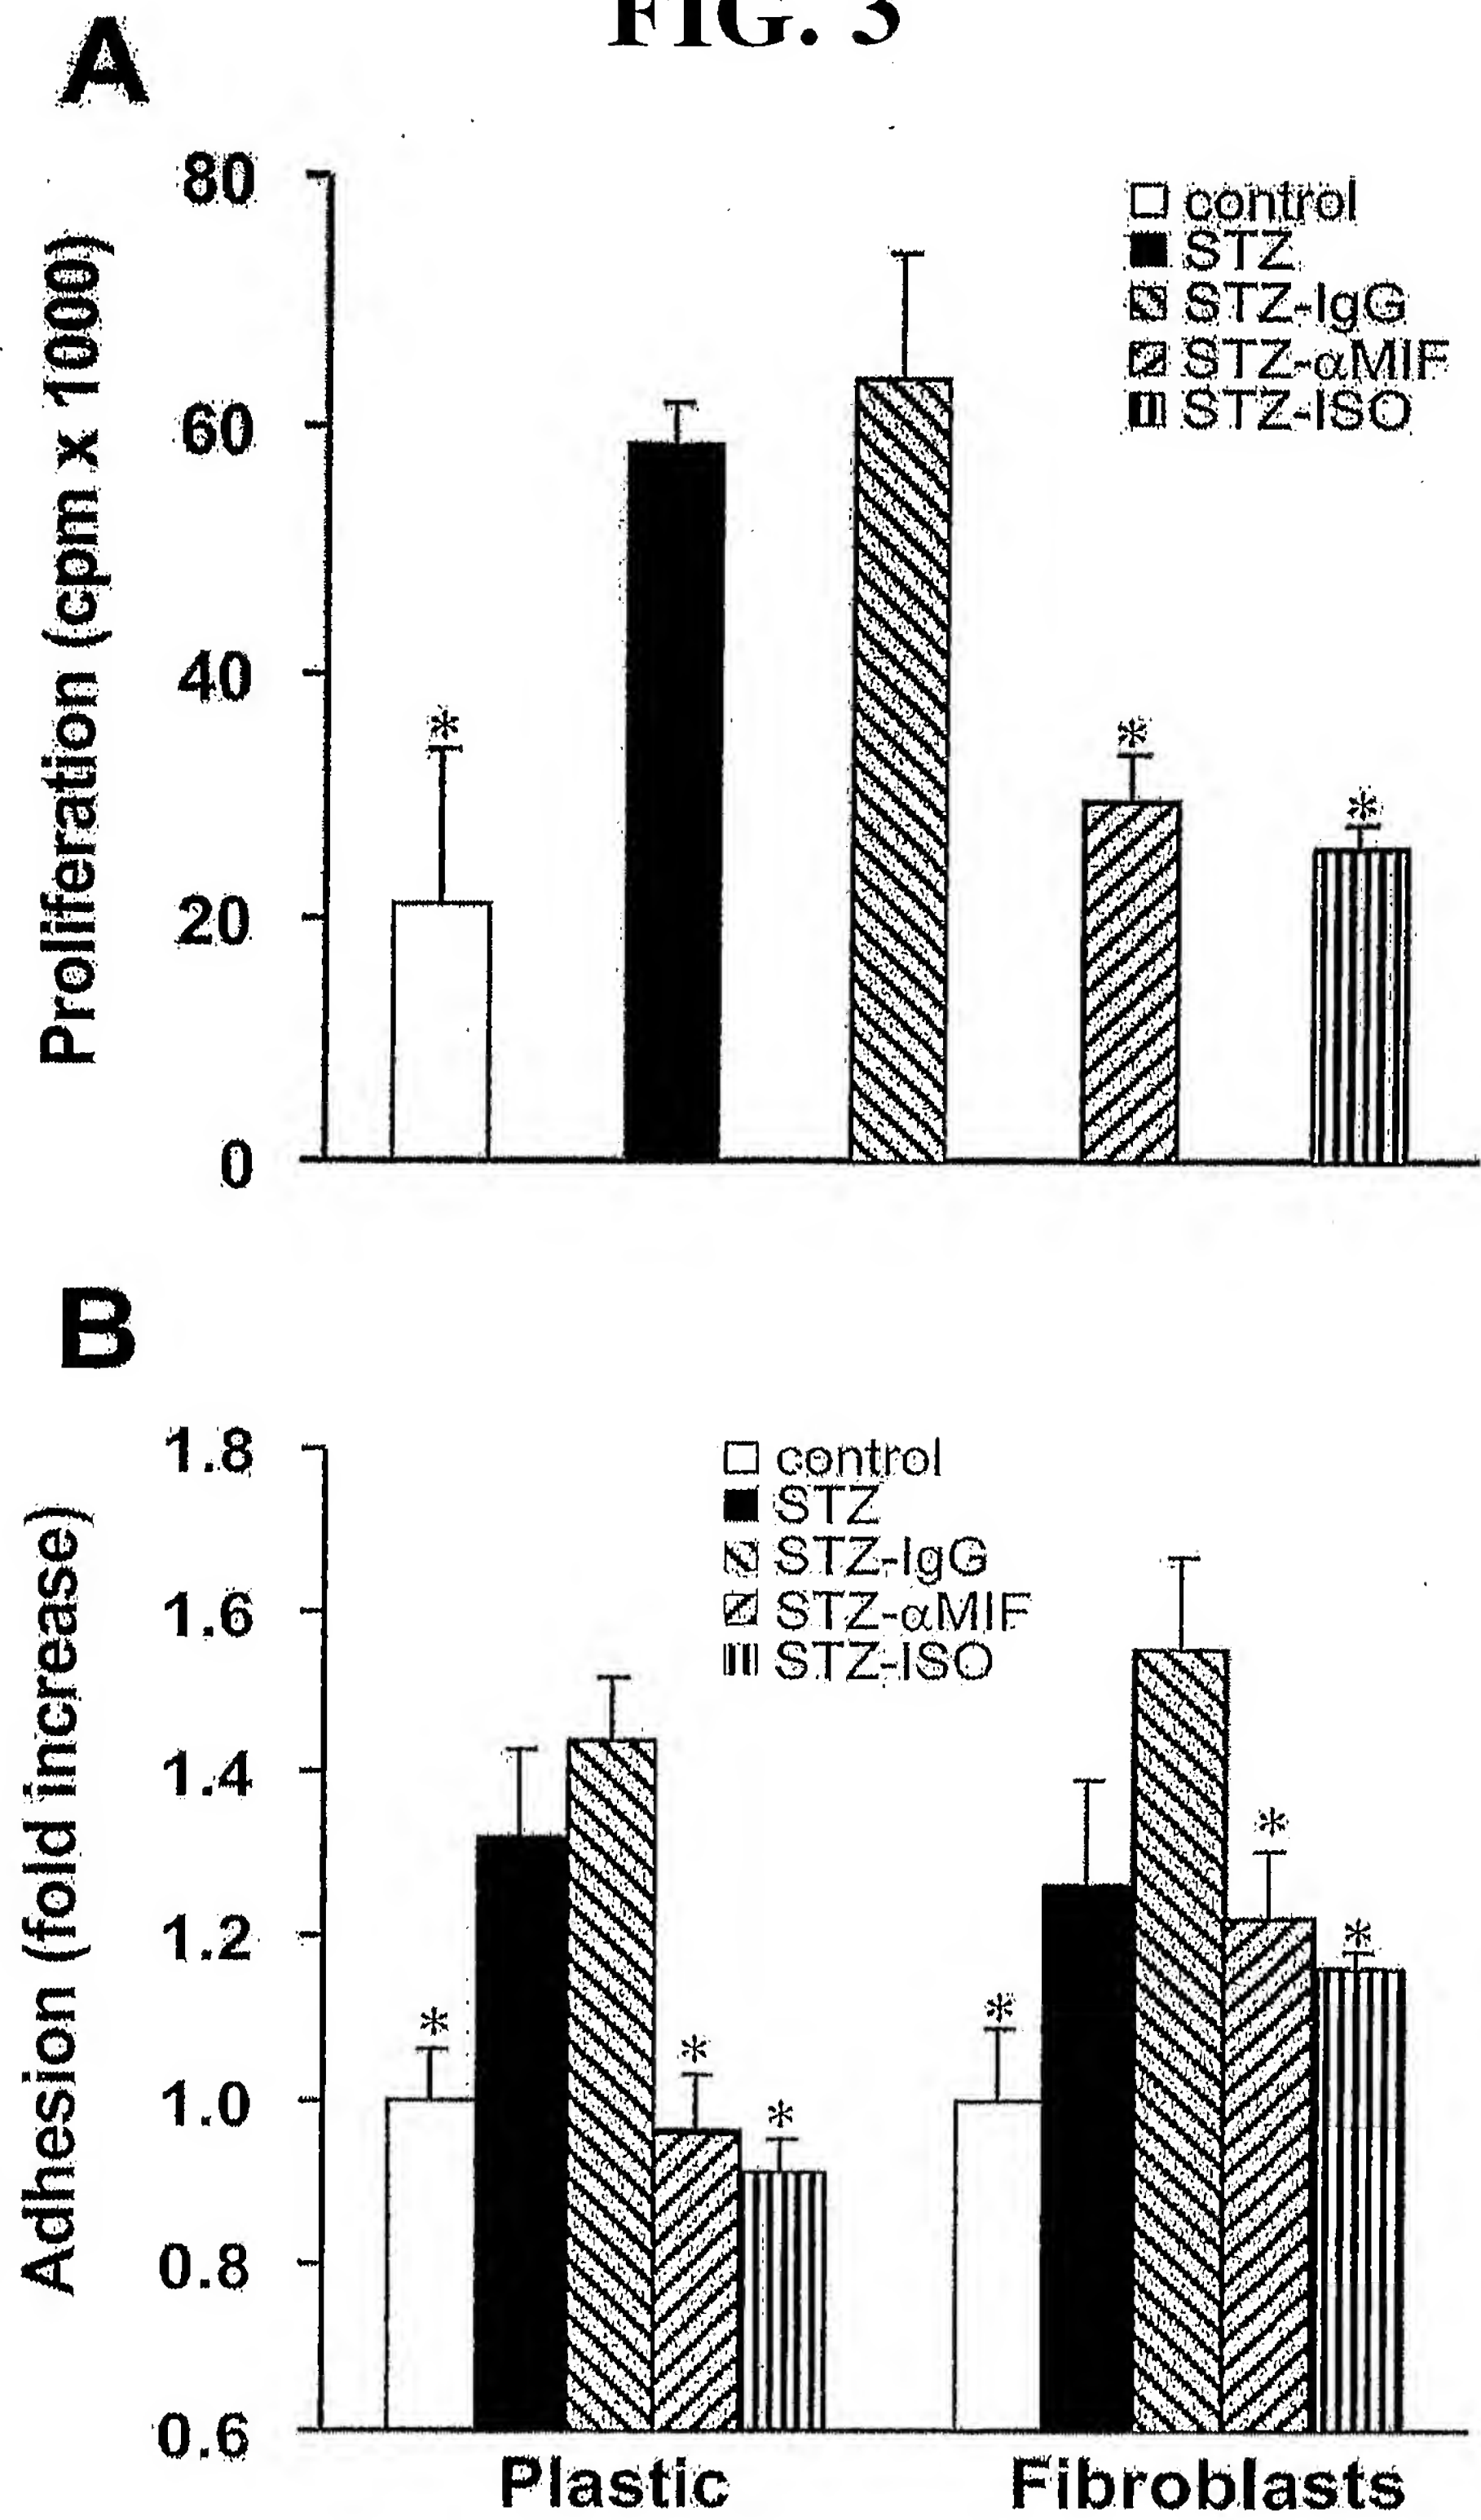 FIG. 3
A
Proliferation (cpm x 1000)
80
60
40
20
0
control
STZ
STZ-IgG
STZ-αMIF
STZ-ISO
*
*
*
B
Adhesion (fold increase)
1.8
1.6
1.4
1.2
1.0
0.8
0.6
control
STZ
STZ-IgG
STZ-αMIF
STZ-ISO
*
*
*
*
*
*
Plastic
Fibroblasts